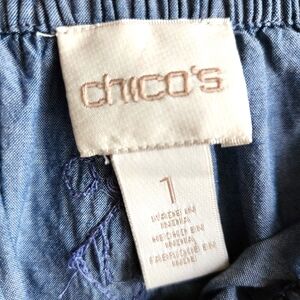 chico's
1
MADE IN
INDIA
HECHO EN
INDIA
FABRIQUÉ EN
INDE